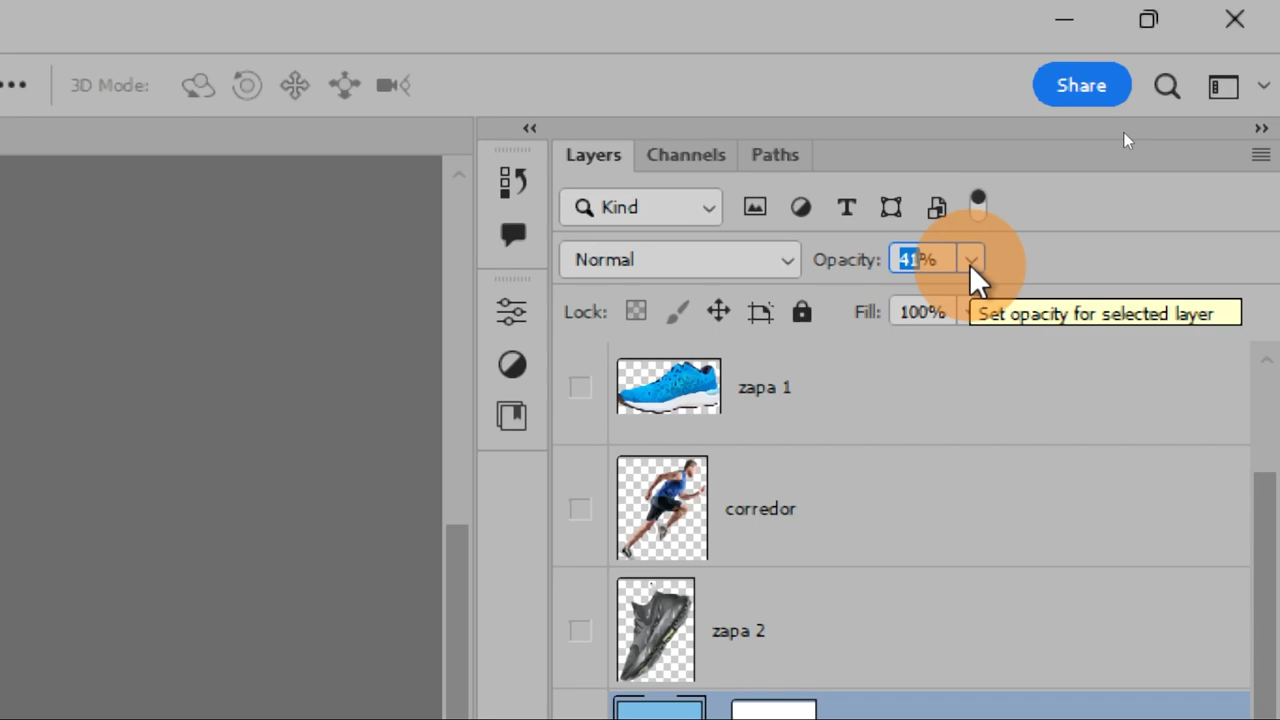 3D Mode:
Share
Layers
Channels
Paths
Kind
Normal
Opacity: 41%
Lock:
Fill: 100%
Set opacity for selected layer
zapa 1
corredor
zapa 2